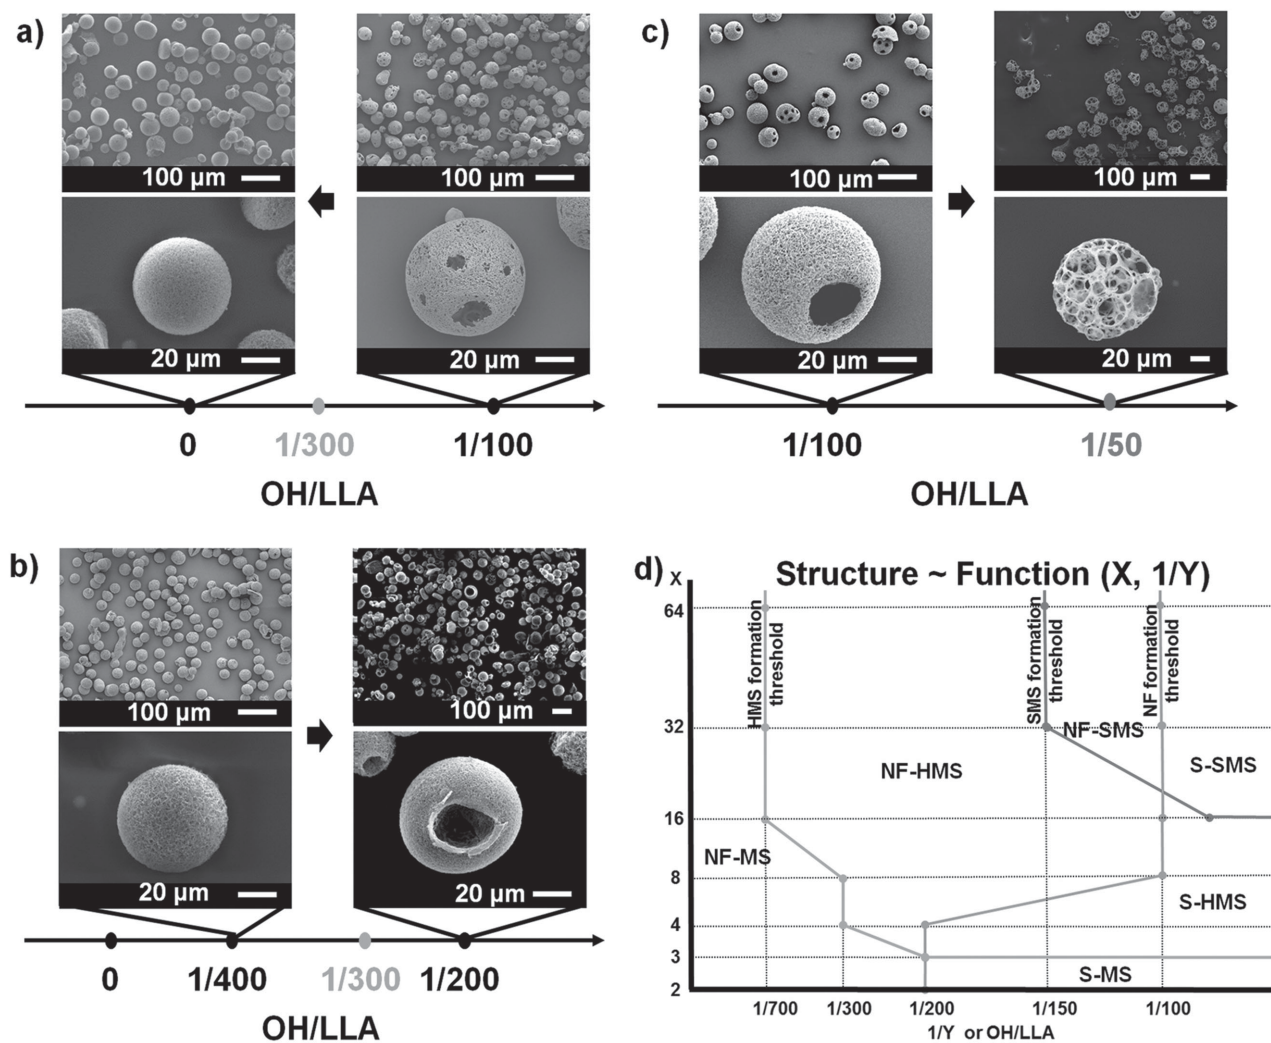 a)
100 µm
100 µm
20 µm
20 µm
0
1/300
1/100
OH/LLA
c)
100 µm
100 µm
20 µm
20 µm
1/100
1/50
OH/LLA
b)
100 µm
100 µm
20 µm
20 µm
0
1/400
1/300
1/200
OH/LLA
d)
Structure ~ Function (X, 1/Y)
X
64
32
16
8
4
3
2
HMS formation
threshold
SMS formation
threshold
NF formation
threshold
NF-SMS
NF-HMS
S-SMS
NF-MS
S-HMS
S-MS
1/700
1/300
1/200
1/150
1/100
1/Y or OH/LLA